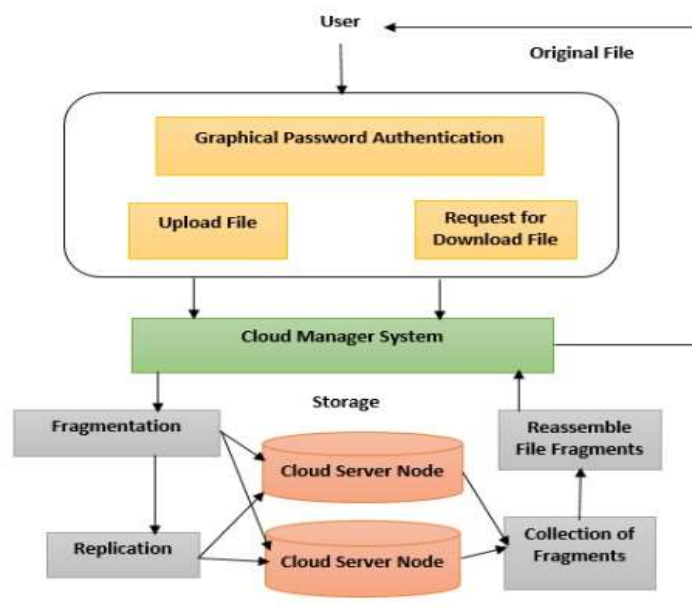 User
Original File
Graphical Password Authentication
Upload File
Request for
Download File
Cloud Manager System
Storage
Fragmentation
Reassemble
File Fragments
Cloud Server Node
Replication
Cloud Server Node
Collection of
Fragments